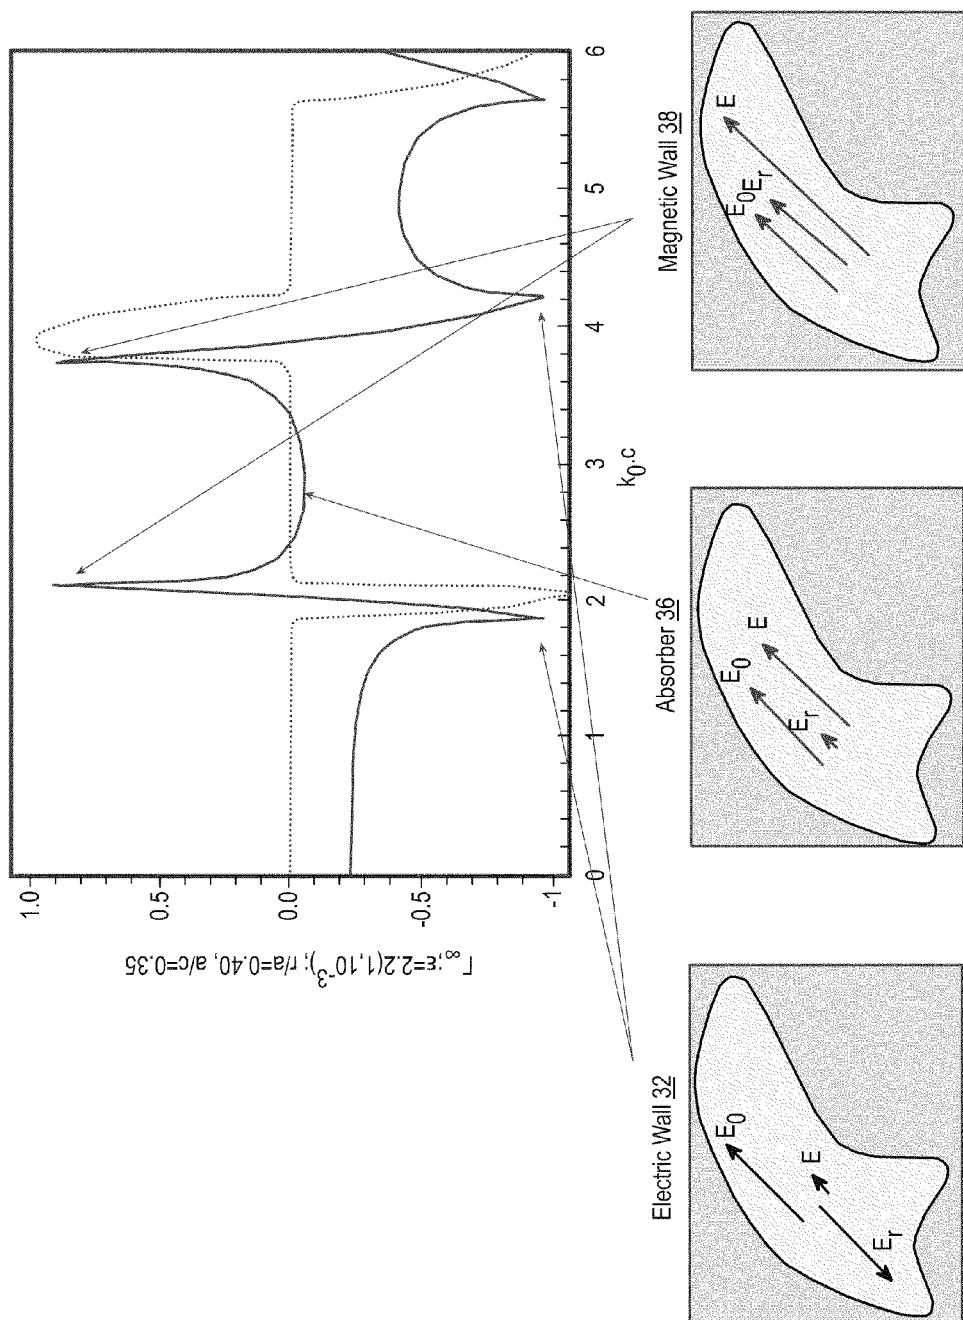 Γ∞;ε=2.2(1,10⁻³); r/a=0.40, a/c=0.35
1.0
0.5
0.0
-0.5
-1
0
1
2
3
4
5
6
k₀.c
Electric Wall 32
Absorber 36
Magnetic Wall 38
E₀
E
Eᵣ
E₀
E
Eᵣ
E₀Eᵣ
E